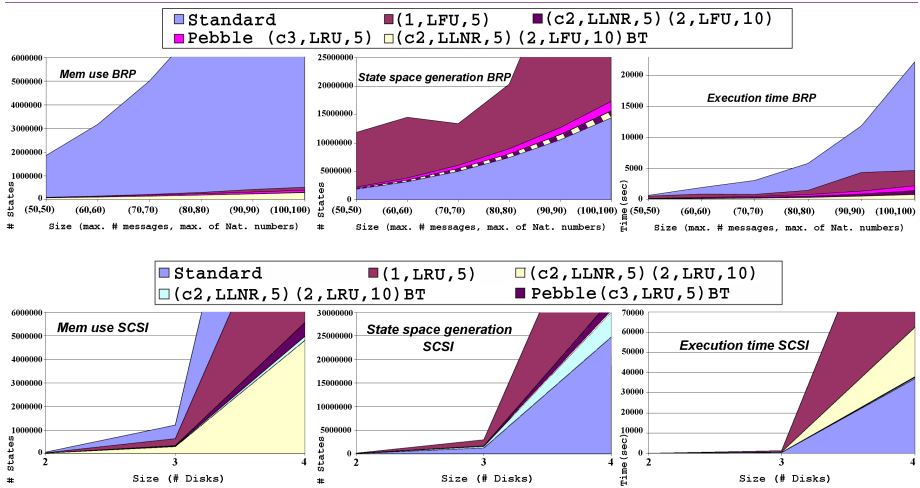 Standard (1,LFU,5) (c2,LLNR,5)(2,LFU,10)
Pebble (c3,LRU,5) (c2,LLNR,5)(2,LFU,10)BT
Mem use BRP
6000000
5000000
4000000
3000000
2000000
1000000
0
# States
(50,50) (60,60) (70,70) (80,80) (90,90) (100,100)
Size (max. # messages, max. of Nat. numbers)
State space generation BRP
25000000
20000000
15000000
10000000
5000000
0
# States
(50,50) (60,60) (70,70) (80,80) (90,90) (100,100)
Size (max. # messages, max. of Nat. numbers)
Execution time BRP
20000
15000
10000
5000
0
Time(sec)
(50,50) (60,60) (70,70) (80,80) (90,90) (100,100)
Size (max. # messages, max. of Nat. numbers)
Standard (1,LRU,5) (c2,LLNR,5)(2,LRU,10)
(c2,LLNR,5)(2,LRU,10)BT Pebble(c3,LRU,5)BT
Mem use SCSI
6000000
5000000
4000000
3000000
2000000
1000000
0
# States
2 3 4
Size (# Disks)
State space generation
SCSI
30000000
25000000
20000000
15000000
10000000
5000000
0
# States
2 3 4
Size (# Disks)
Execution time SCSI
70000
60000
50000
40000
30000
20000
10000
0
Time(sec)
2 3 4
Size (# Disks)